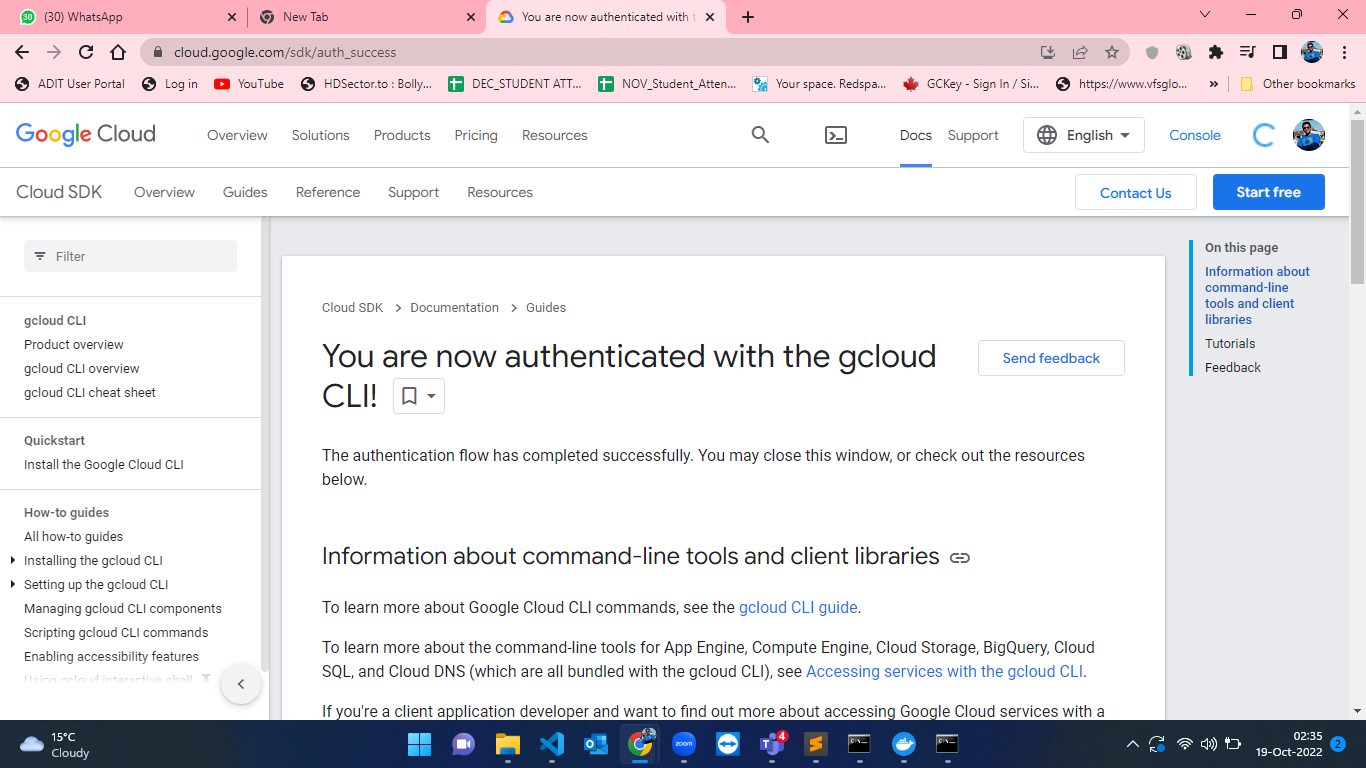 (30) WhatsApp
New Tab
You are now authenticated with t
cloud.google.com/sdk/auth_success
ADIT User Portal
Log in
YouTube
HDSector.to : Bolly...
DEC_STUDENT ATT...
NOV_Student_Atten...
Your space. Redspa...
GCKey - Sign In / Si...
https://www.vfsglo...
»
Other bookmarks
Google Cloud
Overview
Solutions
Products
Pricing
Resources
Docs
Support
English
Console
Cloud SDK
Overview
Guides
Reference
Support
Resources
Contact Us
Start free
Filter
gcloud CLI
Product overview
gcloud CLI overview
gcloud CLI cheat sheet
Quickstart
Install the Google Cloud CLI
How-to guides
All how-to guides
Installing the gcloud CLI
Setting up the gcloud CLI
Managing gcloud CLI components
Scripting gcloud CLI commands
Enabling accessibility features
Using gcloud interactive shell
Cloud SDK > Documentation > Guides
You are now authenticated with the gcloud
CLI!
Send feedback
The authentication flow has completed successfully. You may close this window, or check out the resources
below.
Information about command-line tools and client libraries
To learn more about Google Cloud CLI commands, see the gcloud CLI guide.
To learn more about the command-line tools for App Engine, Compute Engine, Cloud Storage, BigQuery, Cloud
SQL, and Cloud DNS (which are all bundled with the gcloud CLI), see Accessing services with the gcloud CLI.
If you're a client application developer and want to find out more about accessing Google Cloud services with a
On this page
Information about
command-line
tools and client
libraries
Tutorials
Feedback
15°C
Cloudy
zoom
4
02:35
19-Oct-2022
2